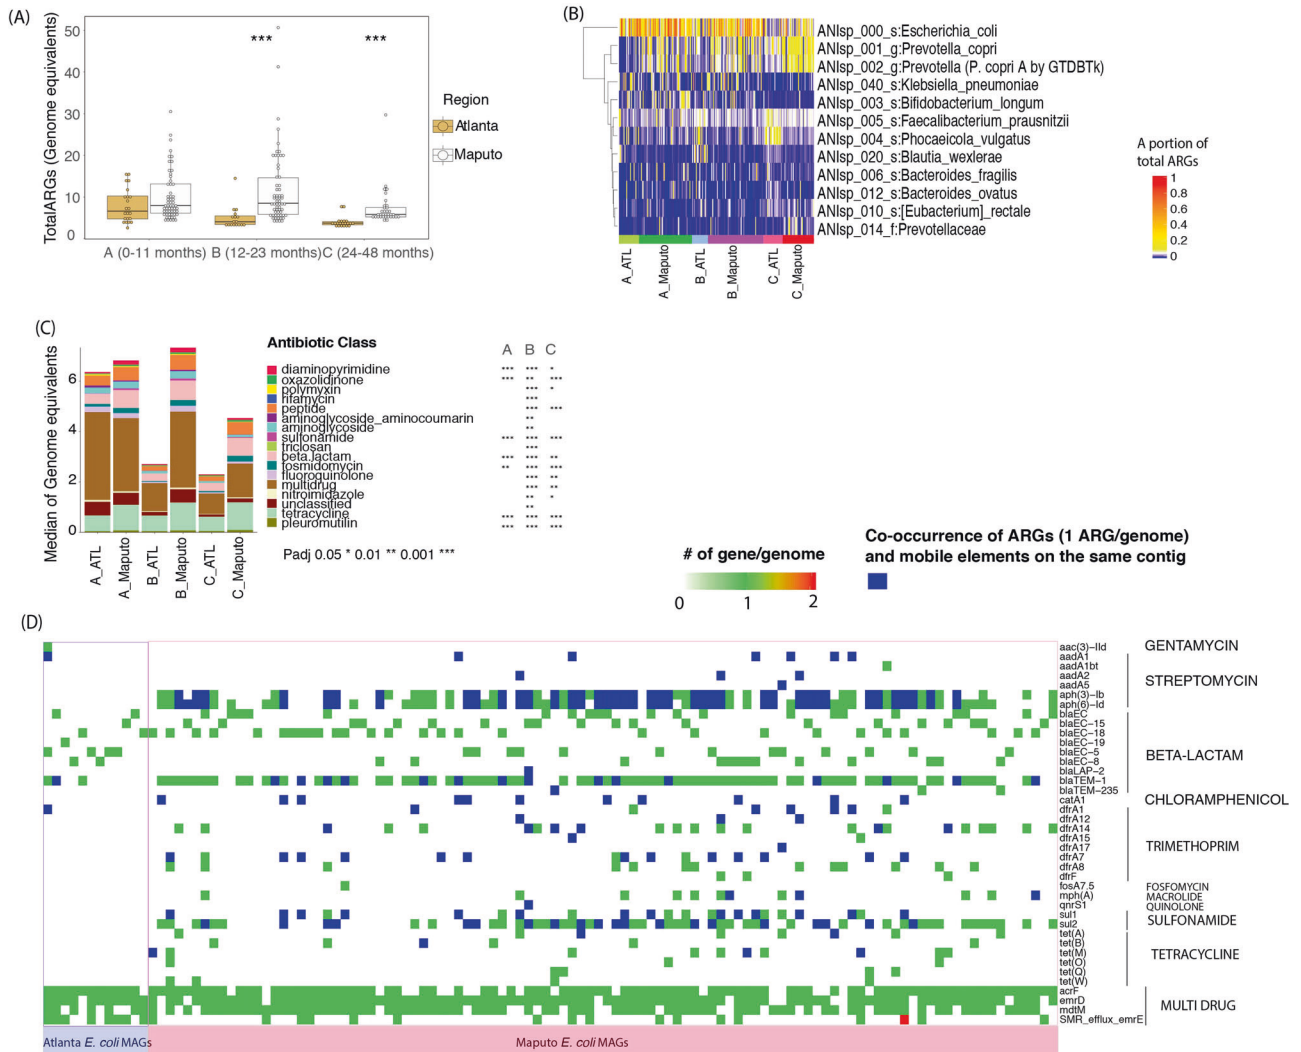 (A)
TotalARGs (Genome equivalents)
50
40
30
20
10
0
A (0-11 months)
B (12-23 months)
C (24-48 months)
***
***
Region
Atlanta
Maputo
(B)
ANIsp_000_s:Escherichia_coli
ANIsp_001_g:Prevotella_copri
ANIsp_002_g:Prevotella (P. copri A by GTDBTk)
ANIsp_040_s:Klebsiella_pneumoniae
ANIsp_003_s:Bifidobacterium_longum
ANIsp_005_s:Faecalibacterium_prausnitzii
ANIsp_004_s:Phocaeicola_vulgatus
ANIsp_020_s:Blautia_wexlerae
ANIsp_006_s:Bacteroides_fragilis
ANIsp_012_s:Bacteroides_ovatus
ANIsp_010_s:[Eubacterium]_rectale
ANIsp_014_f:Prevotellaceae
A_ATL
A_Maputo
B_ATL
B_Maputo
C_ATL
C_Maputo
A portion of
total ARGs
1
0.8
0.6
0.4
0.2
0
(C)
Median of Genome equivalents
6
4
2
0
A_ATL
A_Maputo
B_ATL
B_Maputo
C_ATL
C_Maputo
Antibiotic Class
A B C
diaminopyrimidine *** *** *
oxazolidinone *** ** ***
polymyxin *** *
rifamycin ***
peptide *** ***
aminoglycoside_aminocoumarin **
aminoglycoside **
sulfonamide *** *** ***
triclosan ***
beta.lactam *** *** **
fosmidomycin ** *** ***
fluoroquinolone *** **
multidrug *** **
nitroimidazole ** *
unclassified **
tetracycline *** *** ***
pleuromutilin *** *** ***
Padj 0.05 * 0.01 ** 0.001 ***
# of gene/genome
0 1 2
Co-occurrence of ARGs (1 ARG/genome)
and mobile elements on the same contig
(D)
aac(3)-IId
aadA1
aadA1bt
aadA2
aadA5
aph(3)-Ib
aph(6)-Id
blaEC
blaEC-15
blaEC-18
blaEC-19
blaEC-5
blaEC-8
blaLAP-2
blaTEM-1
blaTEM-235
catA1
dfrA1
dfrA12
dfrA14
dfrA15
dfrA17
dfrA7
dfrA8
dfrF
fosA7.5
mph(A)
qnrS1
sul1
sul2
tet(A)
tet(B)
tet(M)
tet(O)
tet(Q)
tet(W)
acrF
emrD
mdtM
SMR_efflux_emrE
GENTAMYCIN
STREPTOMYCIN
BETA-LACTAM
CHLORAMPHENICOL
TRIMETHOPRIM
FOSFOMYCIN
MACROLIDE
QUINOLONE
SULFONAMIDE
TETRACYCLINE
MULTI DRUG
Atlanta E. coli MAGs
Maputo E. coli MAGs